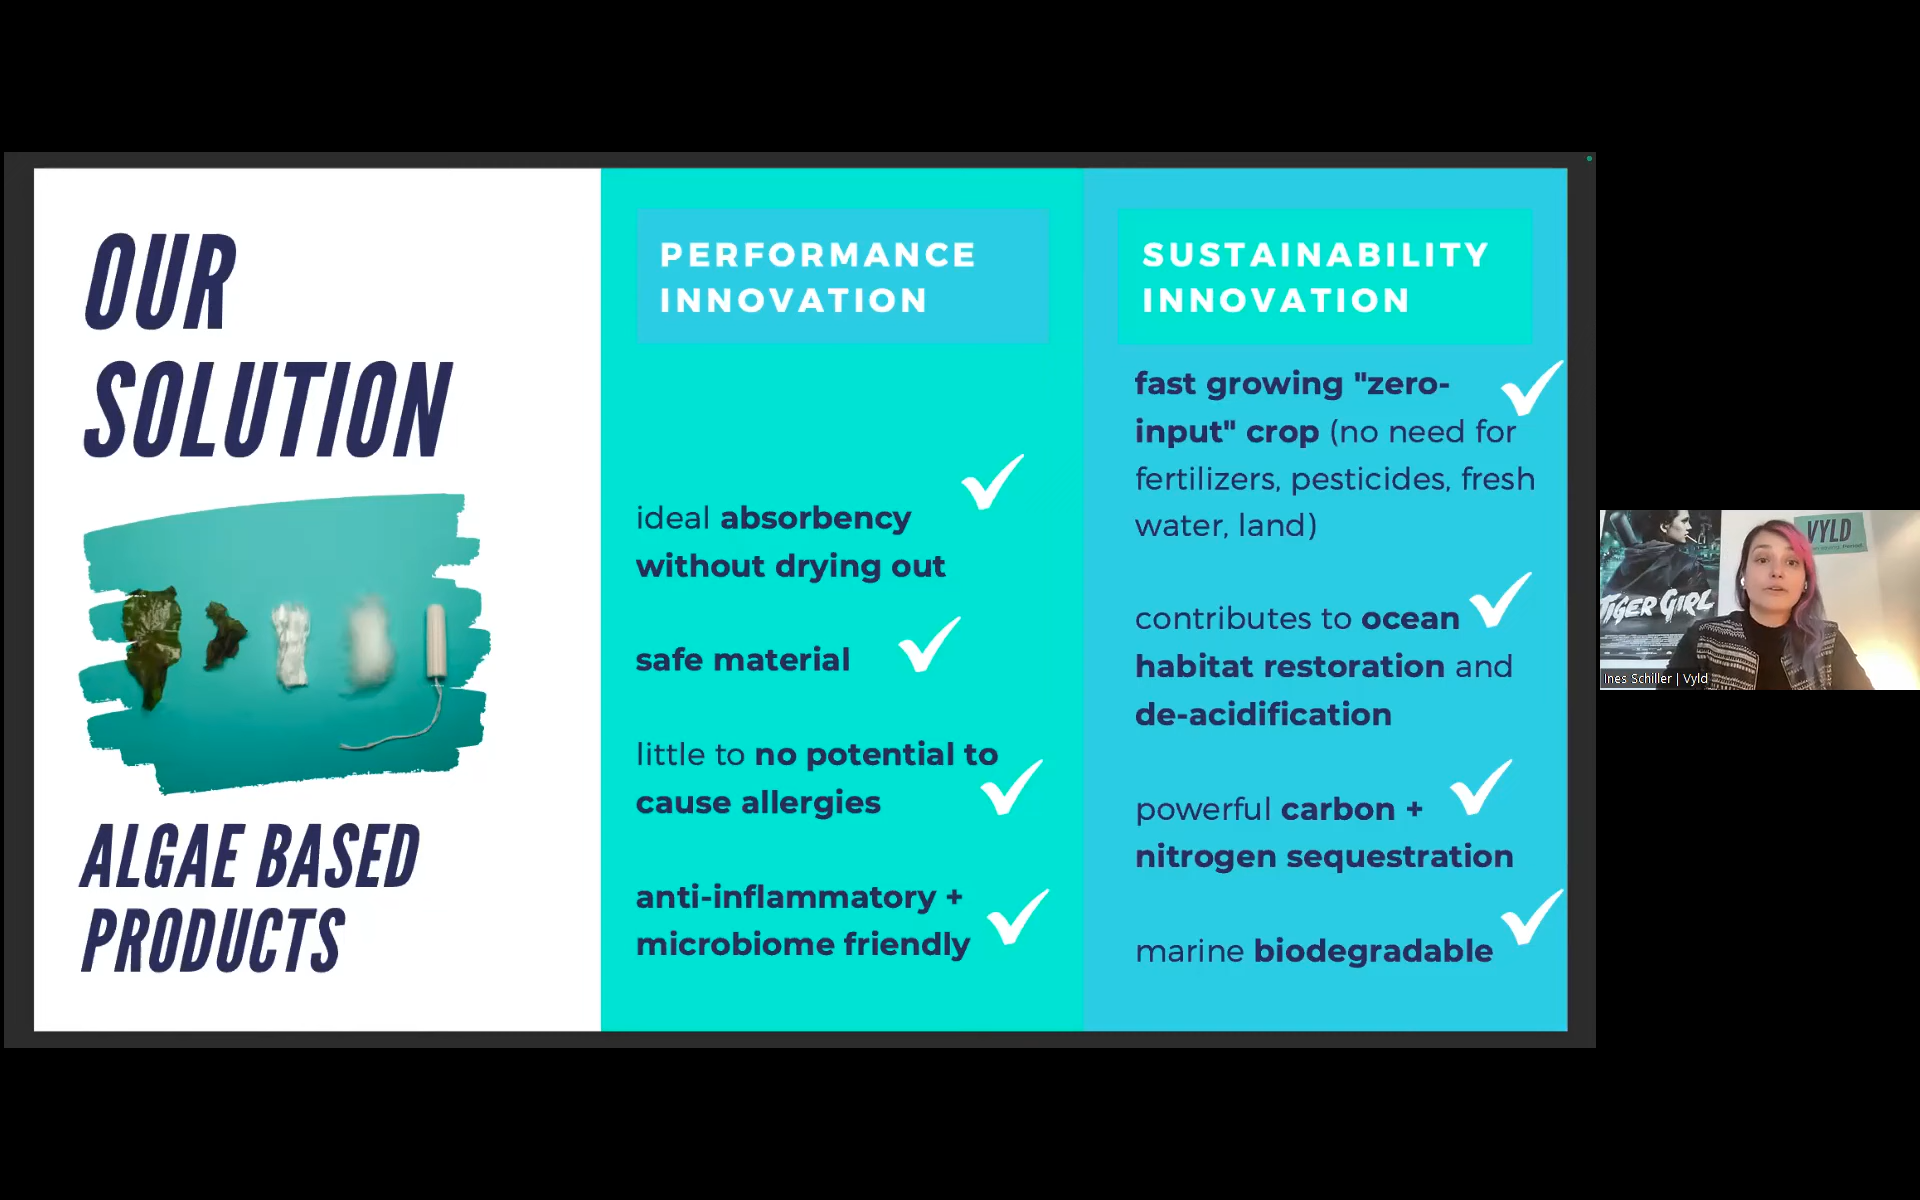 OUR
SOLUTION
ALGAE BASED
PRODUCTS
PERFORMANCE
INNOVATION
ideal absorbency
without drying out
safe material
little to no potential to
cause allergies
anti-inflammatory +
microbiome friendly
SUSTAINABILITY
INNOVATION
fast growing "zero-
input" crop (no need for
fertilizers, pesticides, fresh
water, land)
contributes to ocean
habitat restoration and
de-acidification
powerful carbon +
nitrogen sequestration
marine biodegradable
VYLD
TIGER GIRL
Ines Schiller | Vyld